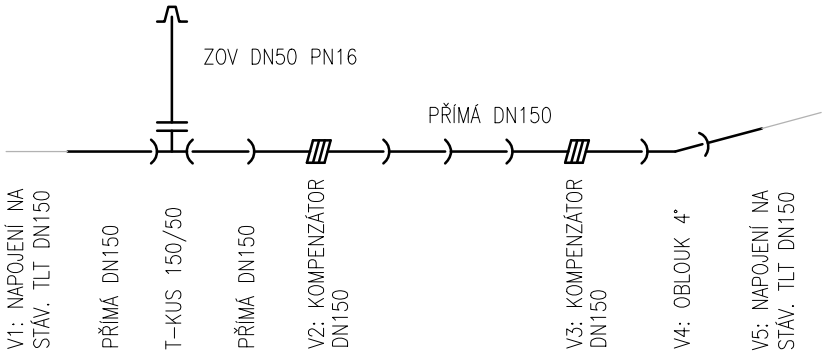 ZOV DN50 PN16
PŘÍMÁ DN150
V1: NAPOJENÍ NA
STÁV. TLT DN150
PŘÍMÁ DN150
T-KUS 150/50
PŘÍMÁ DN150
V2: KOMPENZÁTOR
DN150
V3: KOMPENZÁTOR
DN150
V4: OBLOUK 4°
V5: NAPOJENÍ NA
STÁV. TLT DN150